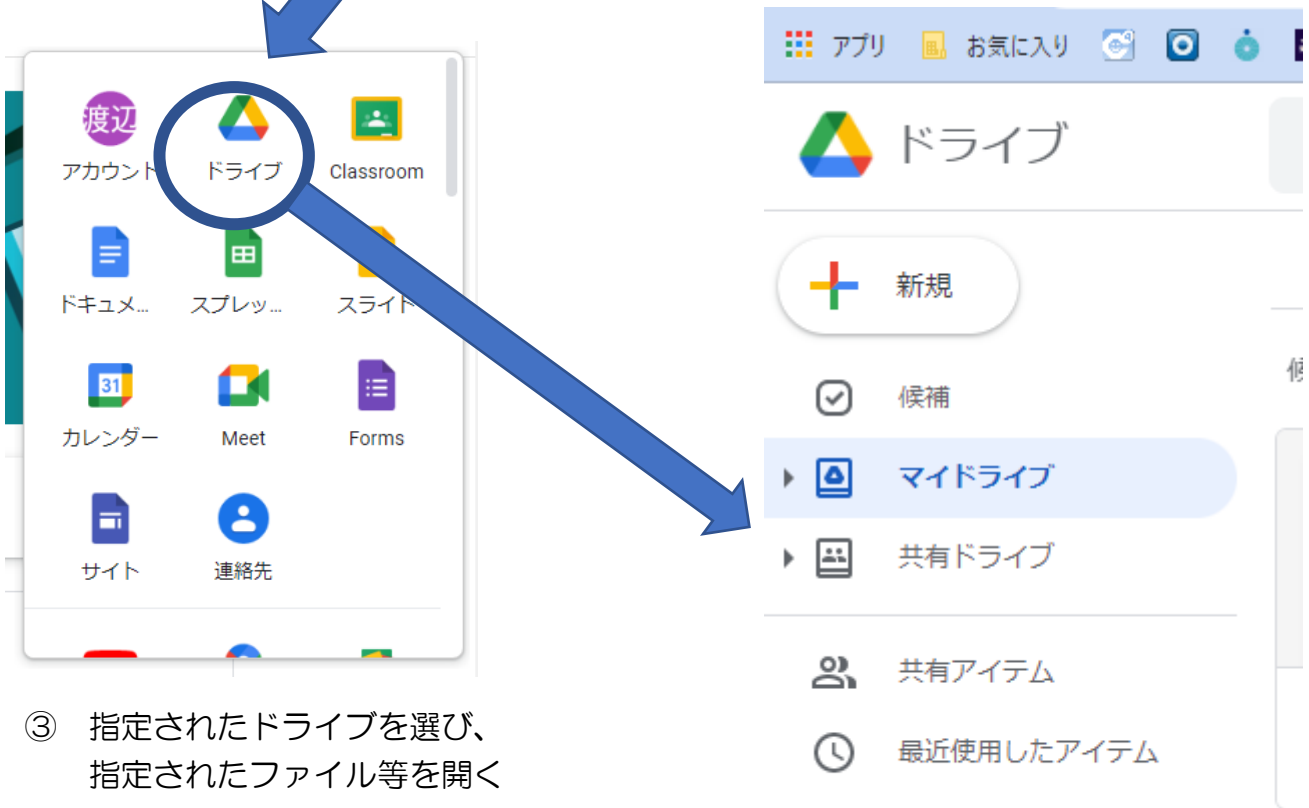 渡辺
アカウント ドライブ Classroom
ドキュメ... スプレッ... スライド
31
カレンダー Meet Forms
サイト 連絡先
③ 指定されたドライブを選び、
指定されたファイル等を開く
アプリ お気に入り
ドライブ
新規
候補
マイドライブ
共有ドライブ
共有アイテム
最近使用したアイテム